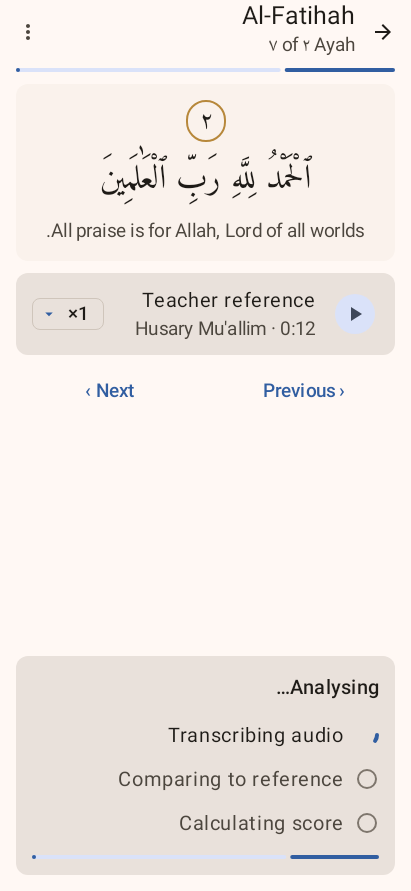 Al-Fatihah
Ayah ٢ of ٧
٢
ٱلْحَمْدُ لِلَّهِ رَبِّ ٱلْعَـٰلَمِينَ
All praise is for Allah, Lord of all worlds.
Teacher reference
Husary Mu'allim · 0:12
×1
Previous ›
‹ Next
Analysing...
Transcribing audio
Comparing to reference
Calculating score